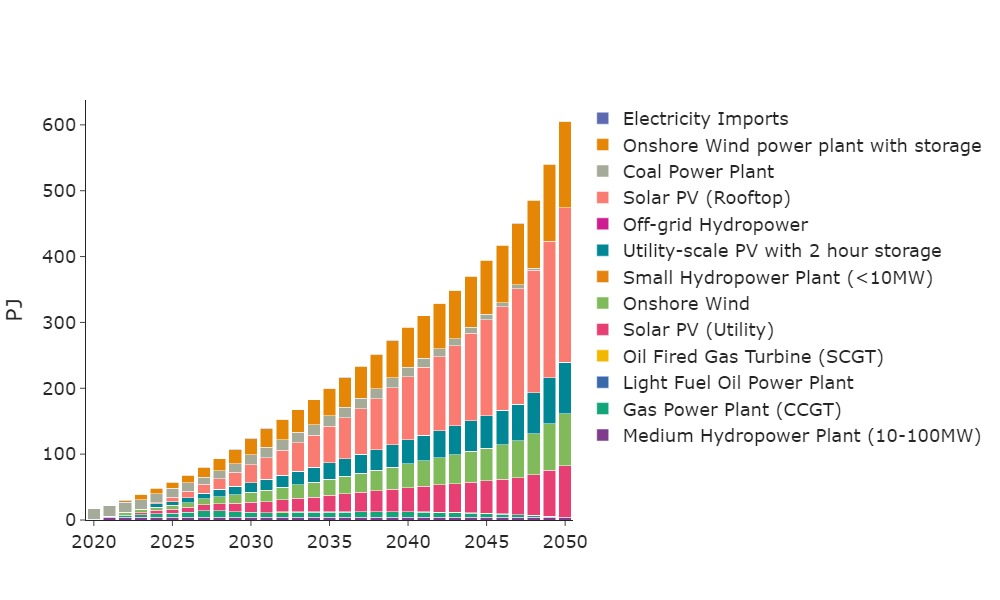 PJ
600
500
400
300
200
100
0
2020 2025 2030 2035 2040 2045 2050
Electricity Imports
Onshore Wind power plant with storage
Coal Power Plant
Solar PV (Rooftop)
Off-grid Hydropower
Utility-scale PV with 2 hour storage
Small Hydropower Plant (<10MW)
Onshore Wind
Solar PV (Utility)
Oil Fired Gas Turbine (SCGT)
Light Fuel Oil Power Plant
Gas Power Plant (CCGT)
Medium Hydropower Plant (10-100MW)